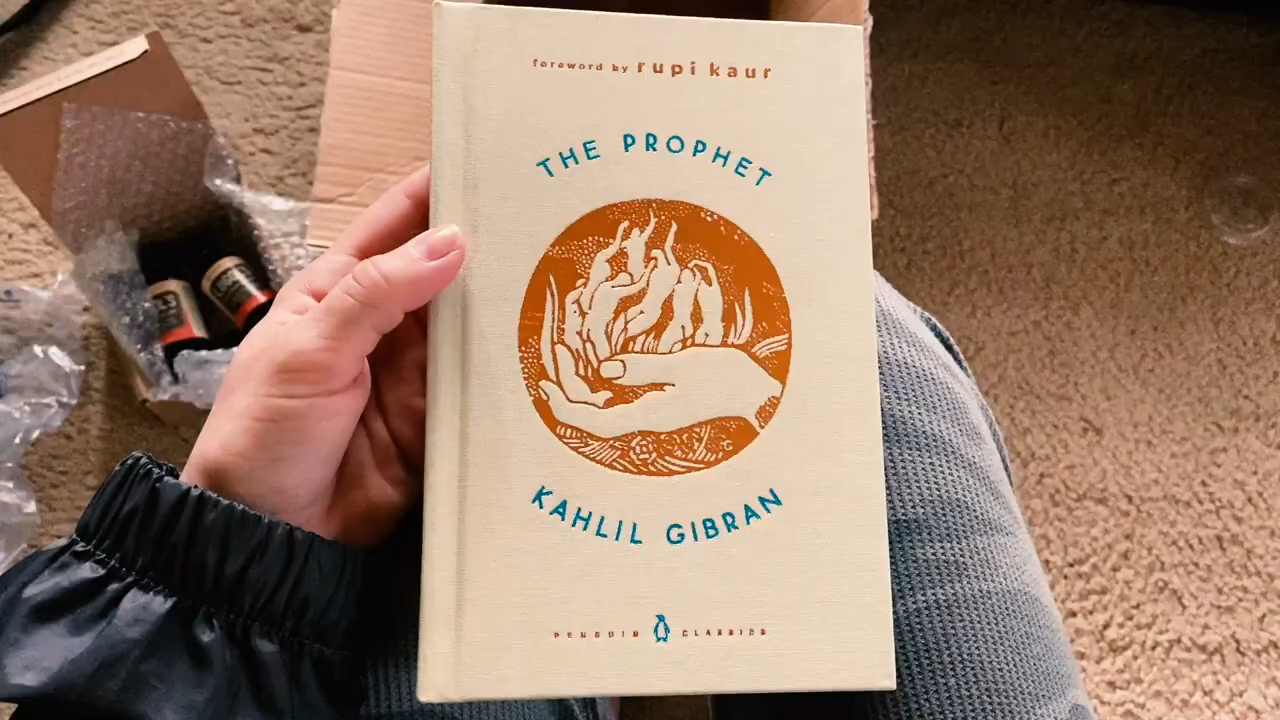 foreword by rupi kaur
THE PROPHET
KAHLIL GIBRAN
PENGUIN CLASSICS